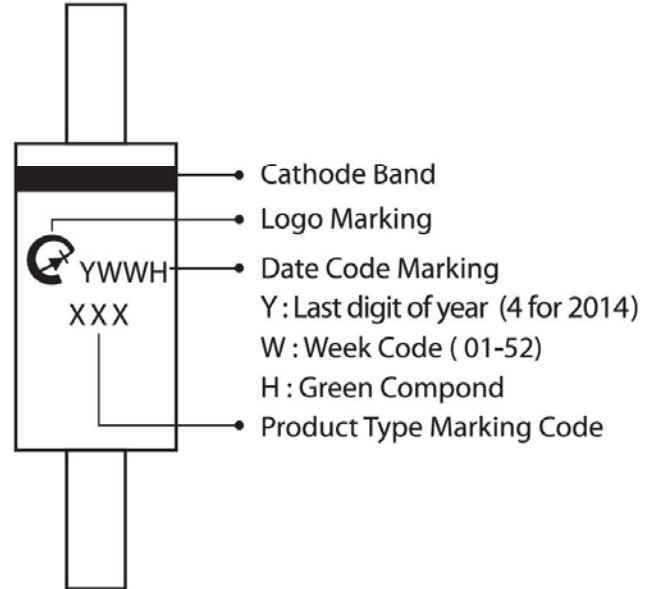 Cathode Band
Logo Marking
YWWH
Date Code Marking
XXX
Y : Last digit of year (4 for 2014)
W : Week Code ( 01-52)
H : Green Compond
Product Type Marking Code